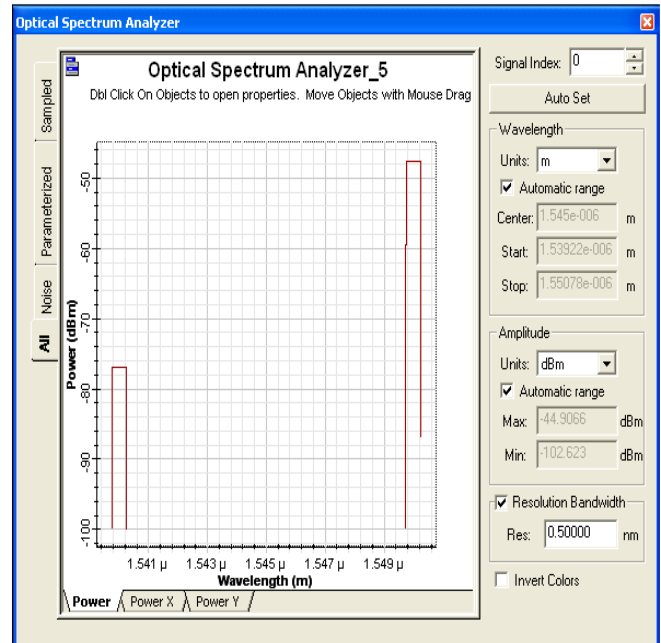 Optical Spectrum Analyzer
Optical Spectrum Analyzer_5
Dbl Click On Objects to open properties. Move Objects with Mouse Drag
Sampled
Parameterized
Noise
All
Power (dBm)
-50
-60
-70
-80
-90
-100
1.541 µ 1.543 µ 1.545 µ 1.547 µ 1.549 µ
Wavelength (m)
Power Power X Power Y
Signal Index: 0
Auto Set
Wavelength
Units: m
Automatic range
Center: 1.545e-006 m
Start: 1.53922e-006 m
Stop: 1.55078e-006 m
Amplitude
Units: dBm
Automatic range
Max: -44.9066 dBm
Min: -102.623 dBm
Resolution Bandwidth
Res: 0.50000 nm
Invert Colors